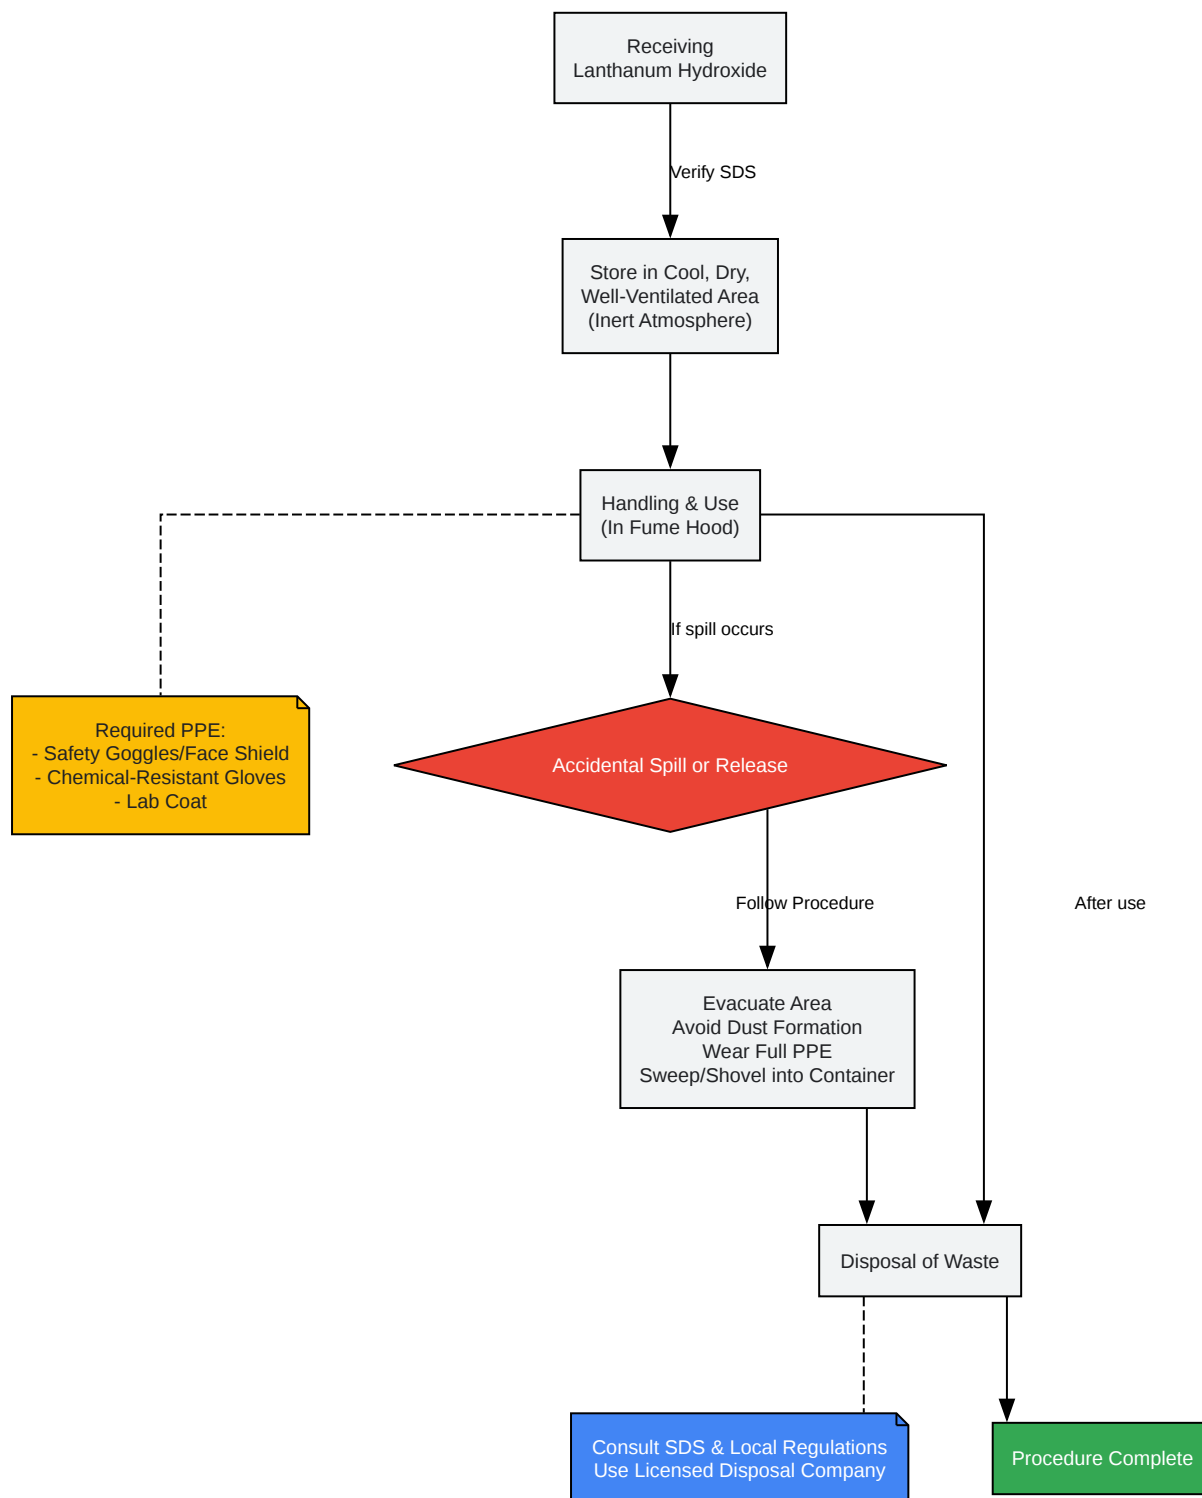 Receiving
Lanthanum Hydroxide
Verify SDS
Store in Cool, Dry,
Well-Ventilated Area
(Inert Atmosphere)
Handling & Use
(In Fume Hood)
If spill occurs
Required PPE:
- Safety Goggles/Face Shield
- Chemical-Resistant Gloves
- Lab Coat
Accidental Spill or Release
Follow Procedure
After use
Evacuate Area
Avoid Dust Formation
Wear Full PPE
Sweep/Shovel into Container
Disposal of Waste
Consult SDS & Local Regulations
Use Licensed Disposal Company
Procedure Complete